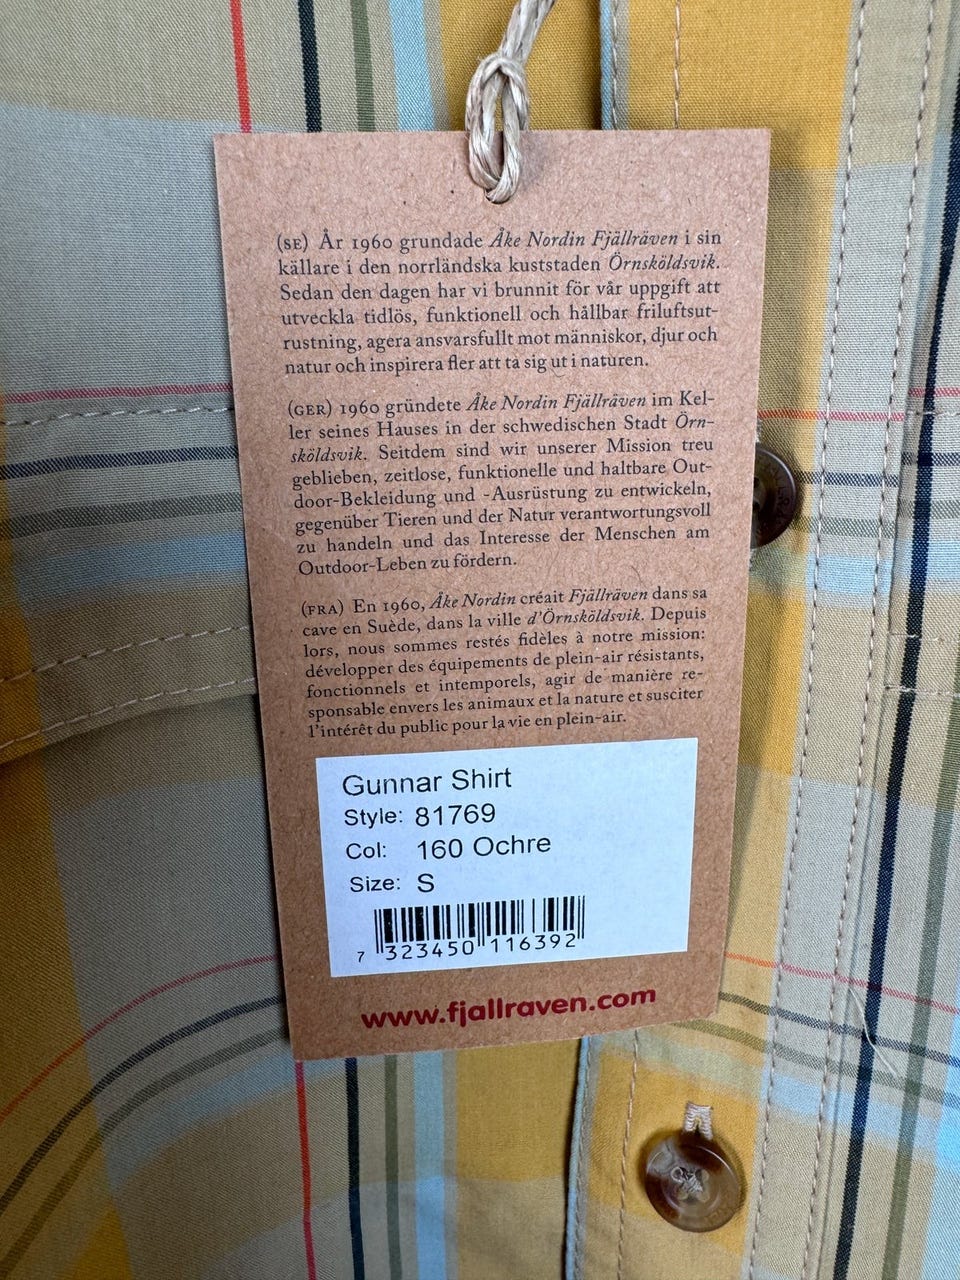 (SE) År 1960 grundade Åke Nordin Fjällräven i sin
källare i den norrländska kuststaden Örnsköldsvik.
Sedan den dagen har vi brunnit för vår uppgift att
utveckla tidlös, funktionell och hållbar friluftsut-
rustning, agera ansvarsfullt mot människor, djur och
natur och inspirera fler att ta sig ut i naturen.
(GER) 1960 gründete Åke Nordin Fjällräven im Kel-
ler seines Hauses in der schwedischen Stadt Örn-
sköldsvik. Seitdem sind wir unserer Mission treu
geblieben, zeitlose, funktionelle und haltbare Out-
door-Bekleidung und -Ausrüstung zu entwickeln,
gegenüber Tieren und der Natur verantwortungsvoll
zu handeln und das Interesse der Menschen am
Outdoor-Leben zu fördern.
(FRA) En 1960, Åke Nordin créait Fjällräven dans sa
cave en Suède, dans la ville d'Örnsköldsvik. Depuis
lors, nous sommes restés fidèles à notre mission:
développer des équipements de plein-air résistants,
fonctionnels et intemporels, agir de manière re-
sponsable envers les animaux et la nature et susciter
l'intérêt du public pour la vie en plein-air.
Gunnar Shirt
Style: 81769
Col: 160 Ochre
Size: S
7 323450 116392
www.fjallraven.com